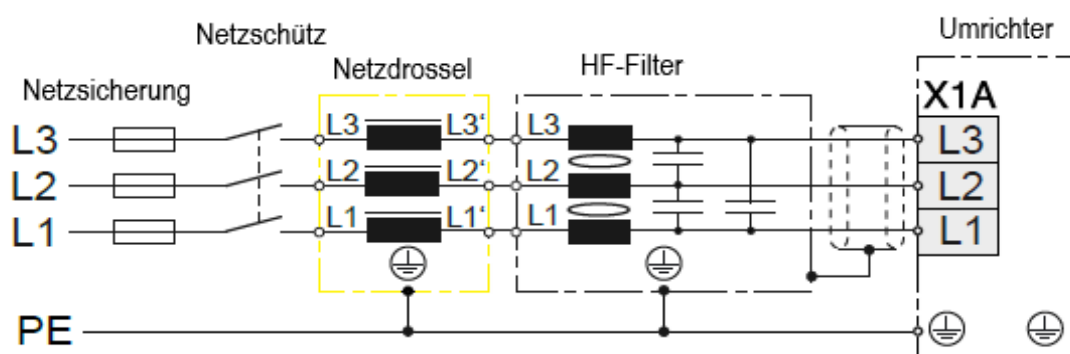 Netzschütz
Umrichter
Netzdrossel
HF-Filter
Netzsicherung
X1A
L3 L3 L3‘ L3 L3
L2 L2 L2‘ L2 L2
L1 L1 L1‘ L1 L1
PE